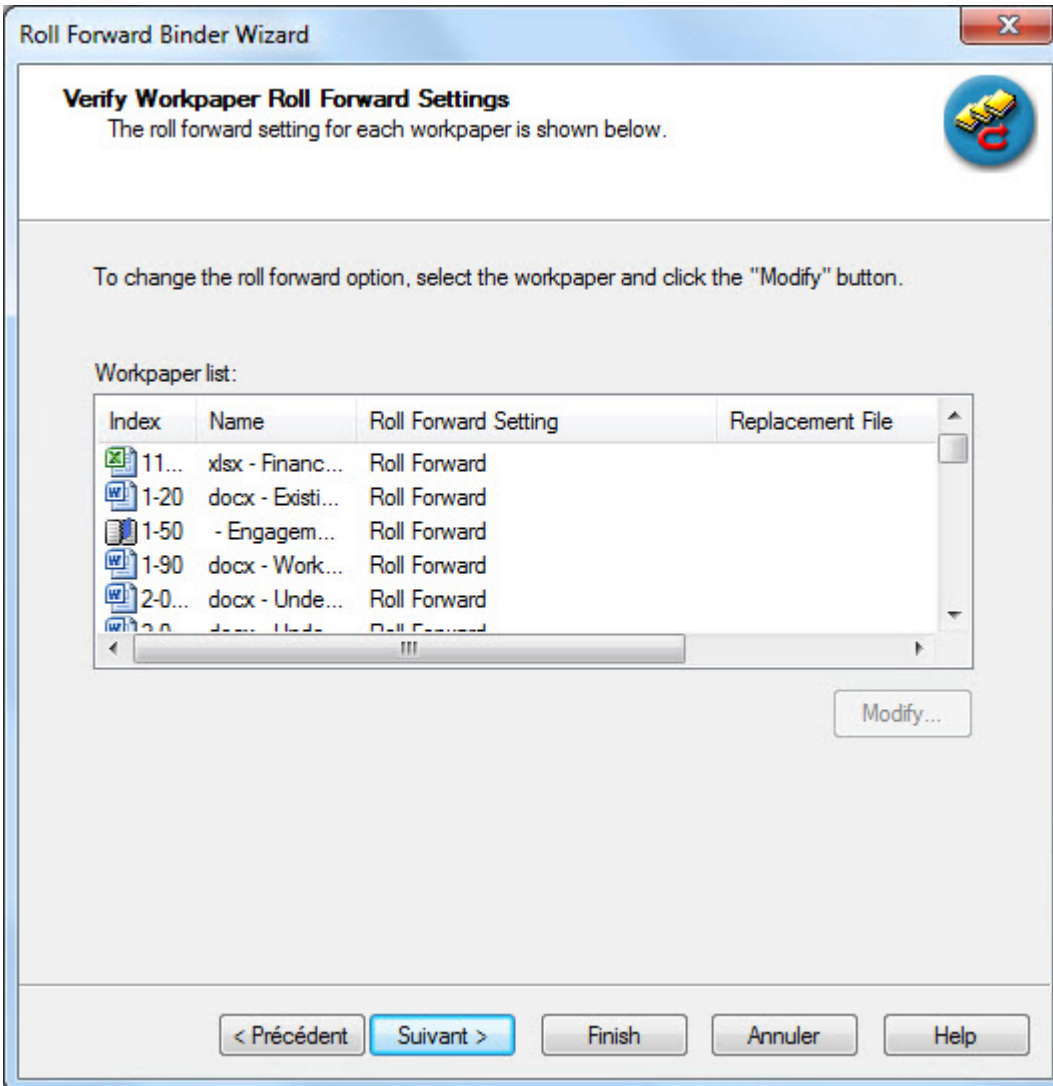 Roll Forward Binder Wizard
Verify Workpaper Roll Forward Settings
The roll forward setting for each workpaper is shown below.
To change the roll forward option, select the workpaper and click the "Modify" button.
Workpaper list:
Index Name Roll Forward Setting Replacement File
11... xlsx - Financ... Roll Forward
1-20 docx - Existi... Roll Forward
1-50 - Engagem... Roll Forward
1-90 docx - Work... Roll Forward
2-0... docx - Unde... Roll Forward
Modify...
< Précédent Suivant > Finish Annuler Help